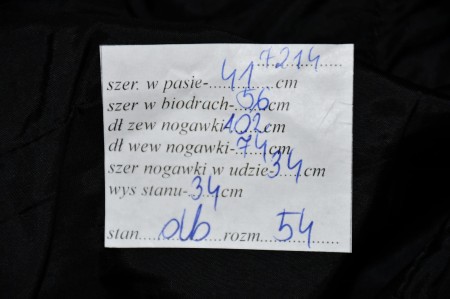 7214
szer. w pasie-41cm
szer w biodrach-56cm
dł zew nogawki-102cm
dł wew nogawki-74cm
szer nogawki w udzie-34cm
wys stanu-34cm
stan db rozm 54